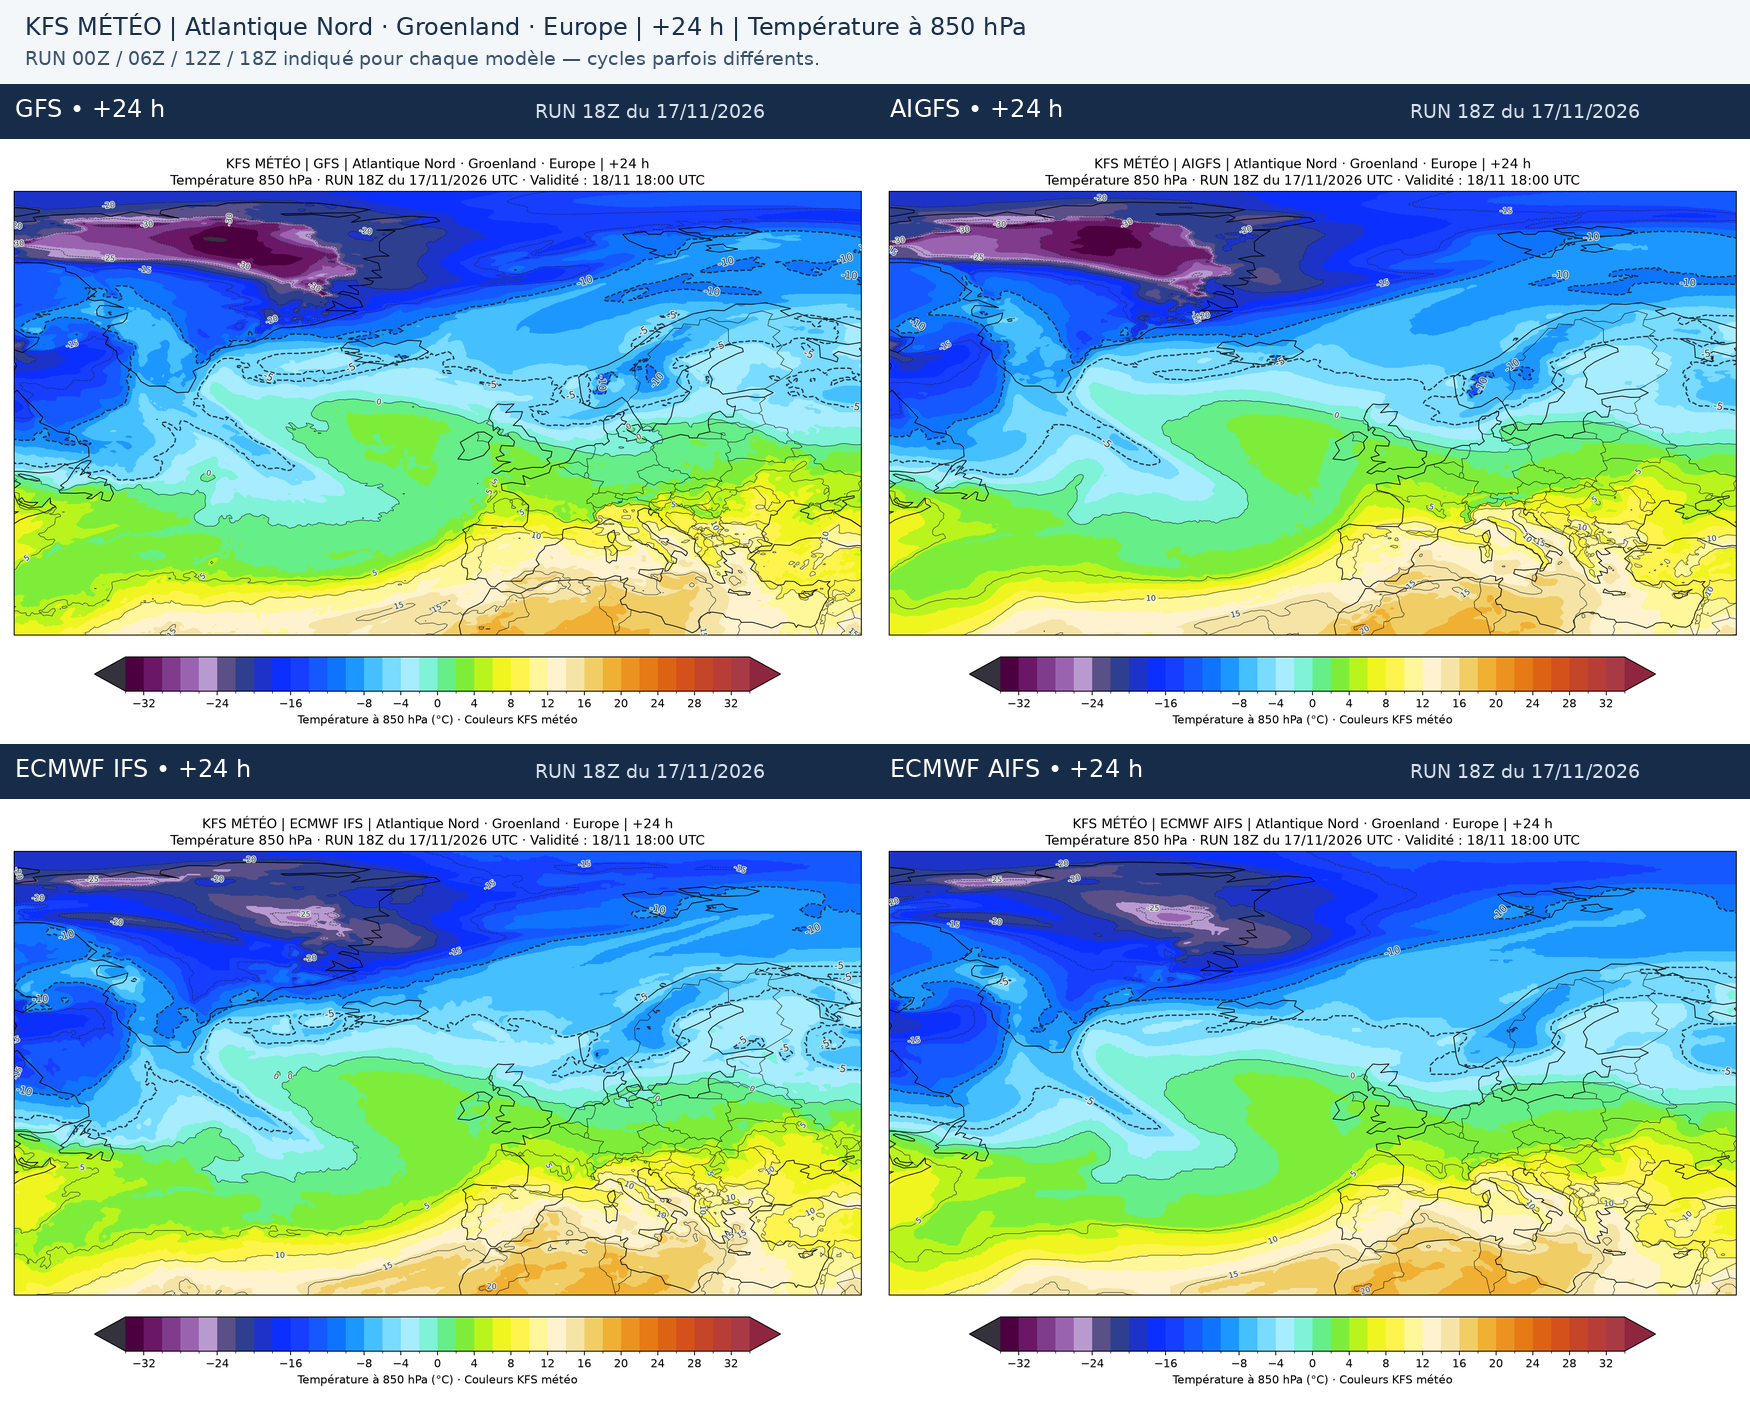 KFS MÉTÉO | Atlantique Nord · Groenland · Europe | +24 h | Température à 850 hPa
RUN 00Z / 06Z / 12Z / 18Z indiqué pour chaque modèle — cycles parfois différents.
GFS • +24 h RUN 18Z du 17/11/2026
AIGFS • +24 h RUN 18Z du 17/11/2026
KFS MÉTÉO | GFS | Atlantique Nord · Groenland · Europe | +24 h
Température 850 hPa · RUN 18Z du 17/11/2026 UTC · Validité : 18/11 18:00 UTC
−32 −24 −16 −8 −4 0 4 8 12 16 20 24 28 32
Température à 850 hPa (°C) · Couleurs KFS météo
KFS MÉTÉO | AIGFS | Atlantique Nord · Groenland · Europe | +24 h
Température 850 hPa · RUN 18Z du 17/11/2026 UTC · Validité : 18/11 18:00 UTC
−32 −24 −16 −8 −4 0 4 8 12 16 20 24 28 32
Température à 850 hPa (°C) · Couleurs KFS météo
ECMWF IFS • +24 h RUN 18Z du 17/11/2026
ECMWF AIFS • +24 h RUN 18Z du 17/11/2026
KFS MÉTÉO | ECMWF IFS | Atlantique Nord · Groenland · Europe | +24 h
Température 850 hPa · RUN 18Z du 17/11/2026 UTC · Validité : 18/11 18:00 UTC
−32 −24 −16 −8 −4 0 4 8 12 16 20 24 28 32
Température à 850 hPa (°C) · Couleurs KFS météo
KFS MÉTÉO | ECMWF AIFS | Atlantique Nord · Groenland · Europe | +24 h
Température 850 hPa · RUN 18Z du 17/11/2026 UTC · Validité : 18/11 18:00 UTC
−32 −24 −16 −8 −4 0 4 8 12 16 20 24 28 32
Température à 850 hPa (°C) · Couleurs KFS météo